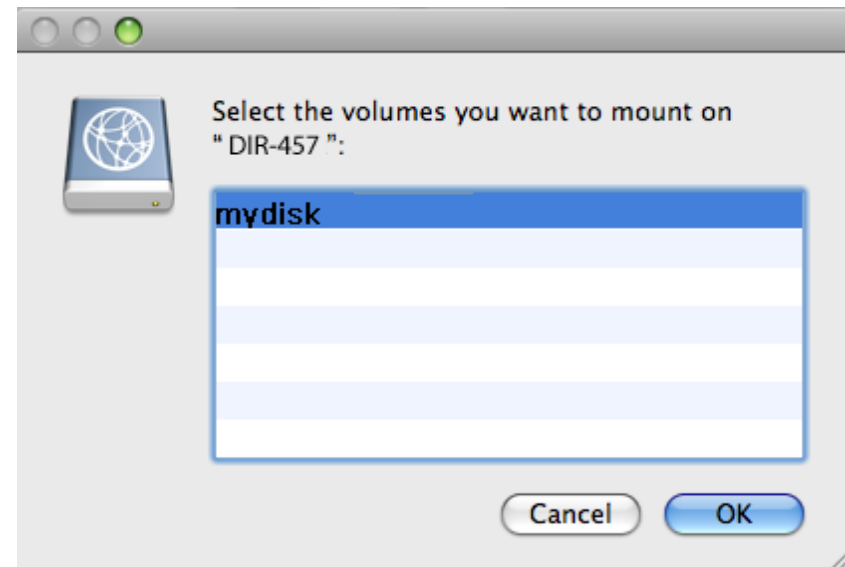 Select the volumes you want to mount on
“ DIR-457 ”:
mydisk
Cancel
OK